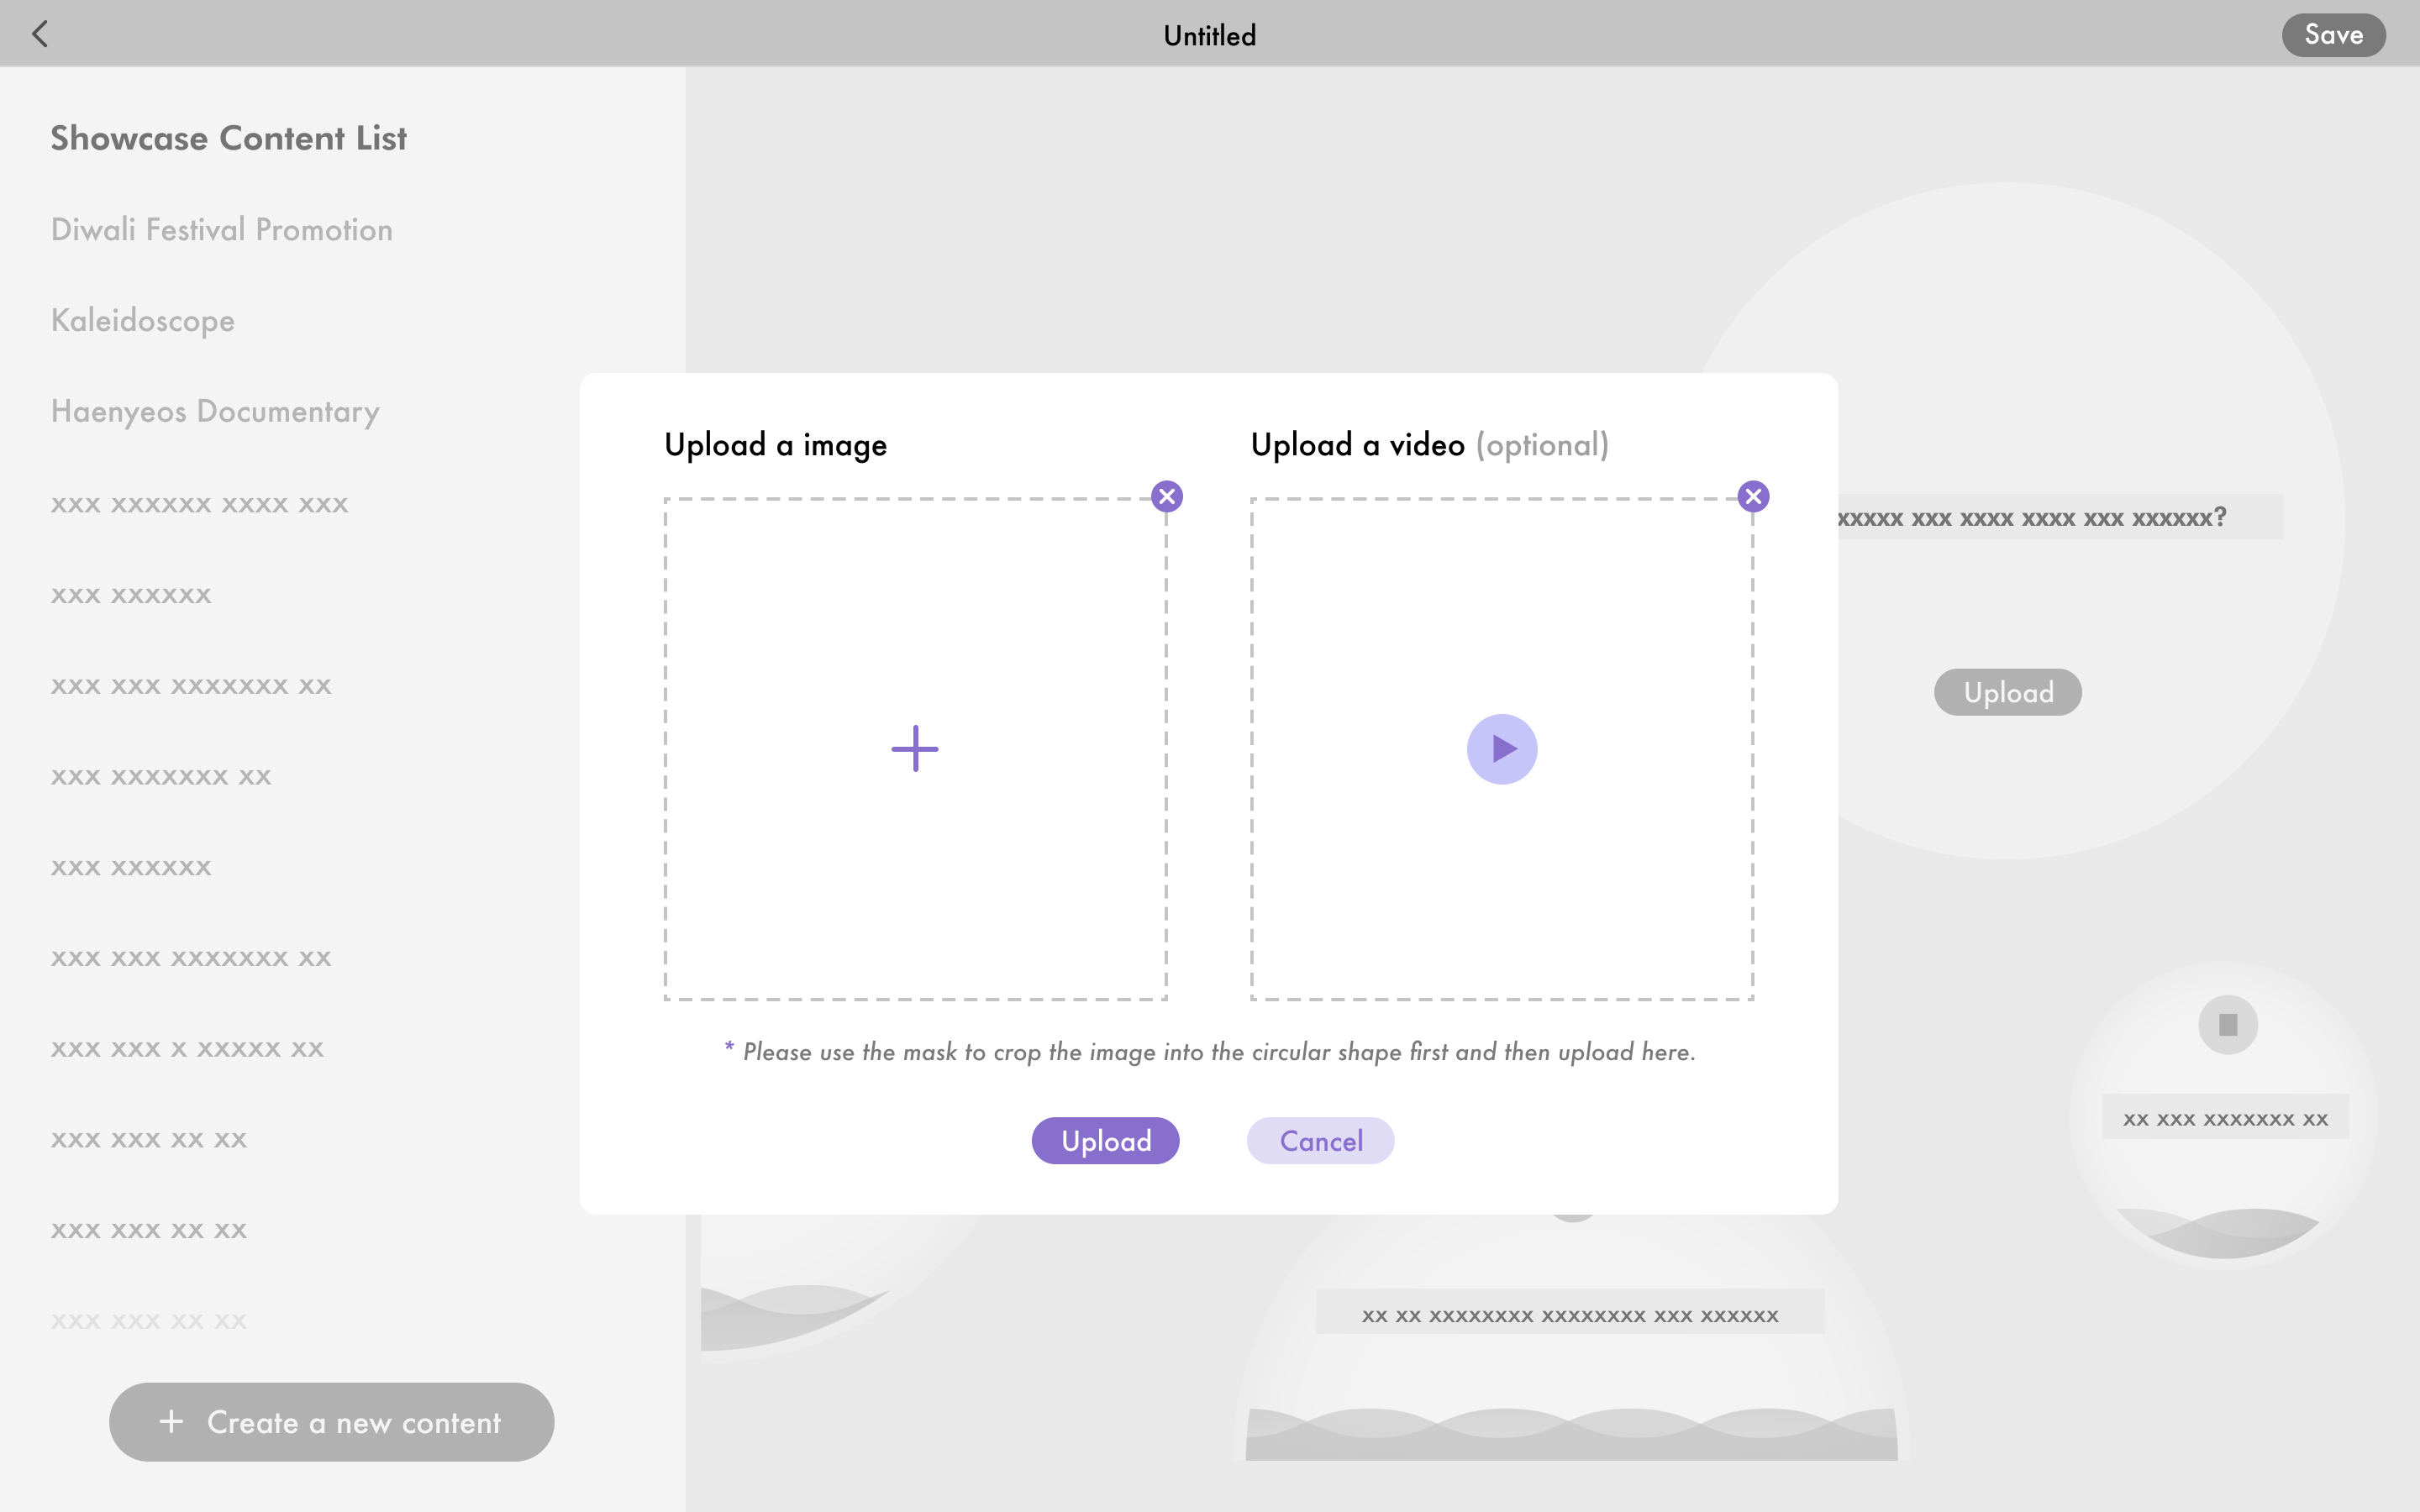 Untitled
Save
Showcase Content List
Diwali Festival Promotion
Kaleidoscope
Haenyeos Documentary
xxx xxxxxx xxxx xxx
xxx xxxxxx
xxx xxx xxxxxxx xx
xxx xxxxxxx xx
xxx xxxxxx
xxx xxx xxxxxxx xx
xxx xxx x xxxxx xx
xxx xxx xx xx
xxx xxx xx xx
xxx xxx xx xx
+ Create a new content
Upload a image
Upload a video (optional)
* Please use the mask to crop the image into the circular shape first and then upload here.
Upload
Cancel
xxxxx xxx xxxx xxxx xxx xxxxxx?
Upload
xx xxx xxxxxxx xx
xx xx xxxxxxxx xxxxxxxx xxx xxxxxx